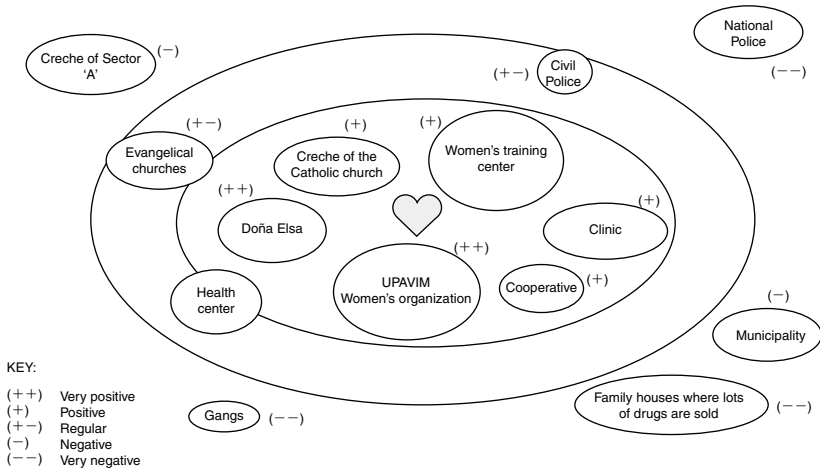 National
Police
(− −)
Creche of Sector
‘A’
(−)
Civil
Police
(+ −)
Evangelical
churches
(+ −)
Creche of the
Catholic church
(+)
Women’s training
center
(+)
Doña Elsa
(++)
Clinic
(+)
UPAVIM
Women’s organization
(++)
Cooperative
(+)
Health
center
Municipality
(−)
Family houses where lots
of drugs are sold
(− −)
Gangs
(− −)
KEY:
(++) Very positive
(+) Positive
(+ −) Regular
(−) Negative
(− −) Very negative